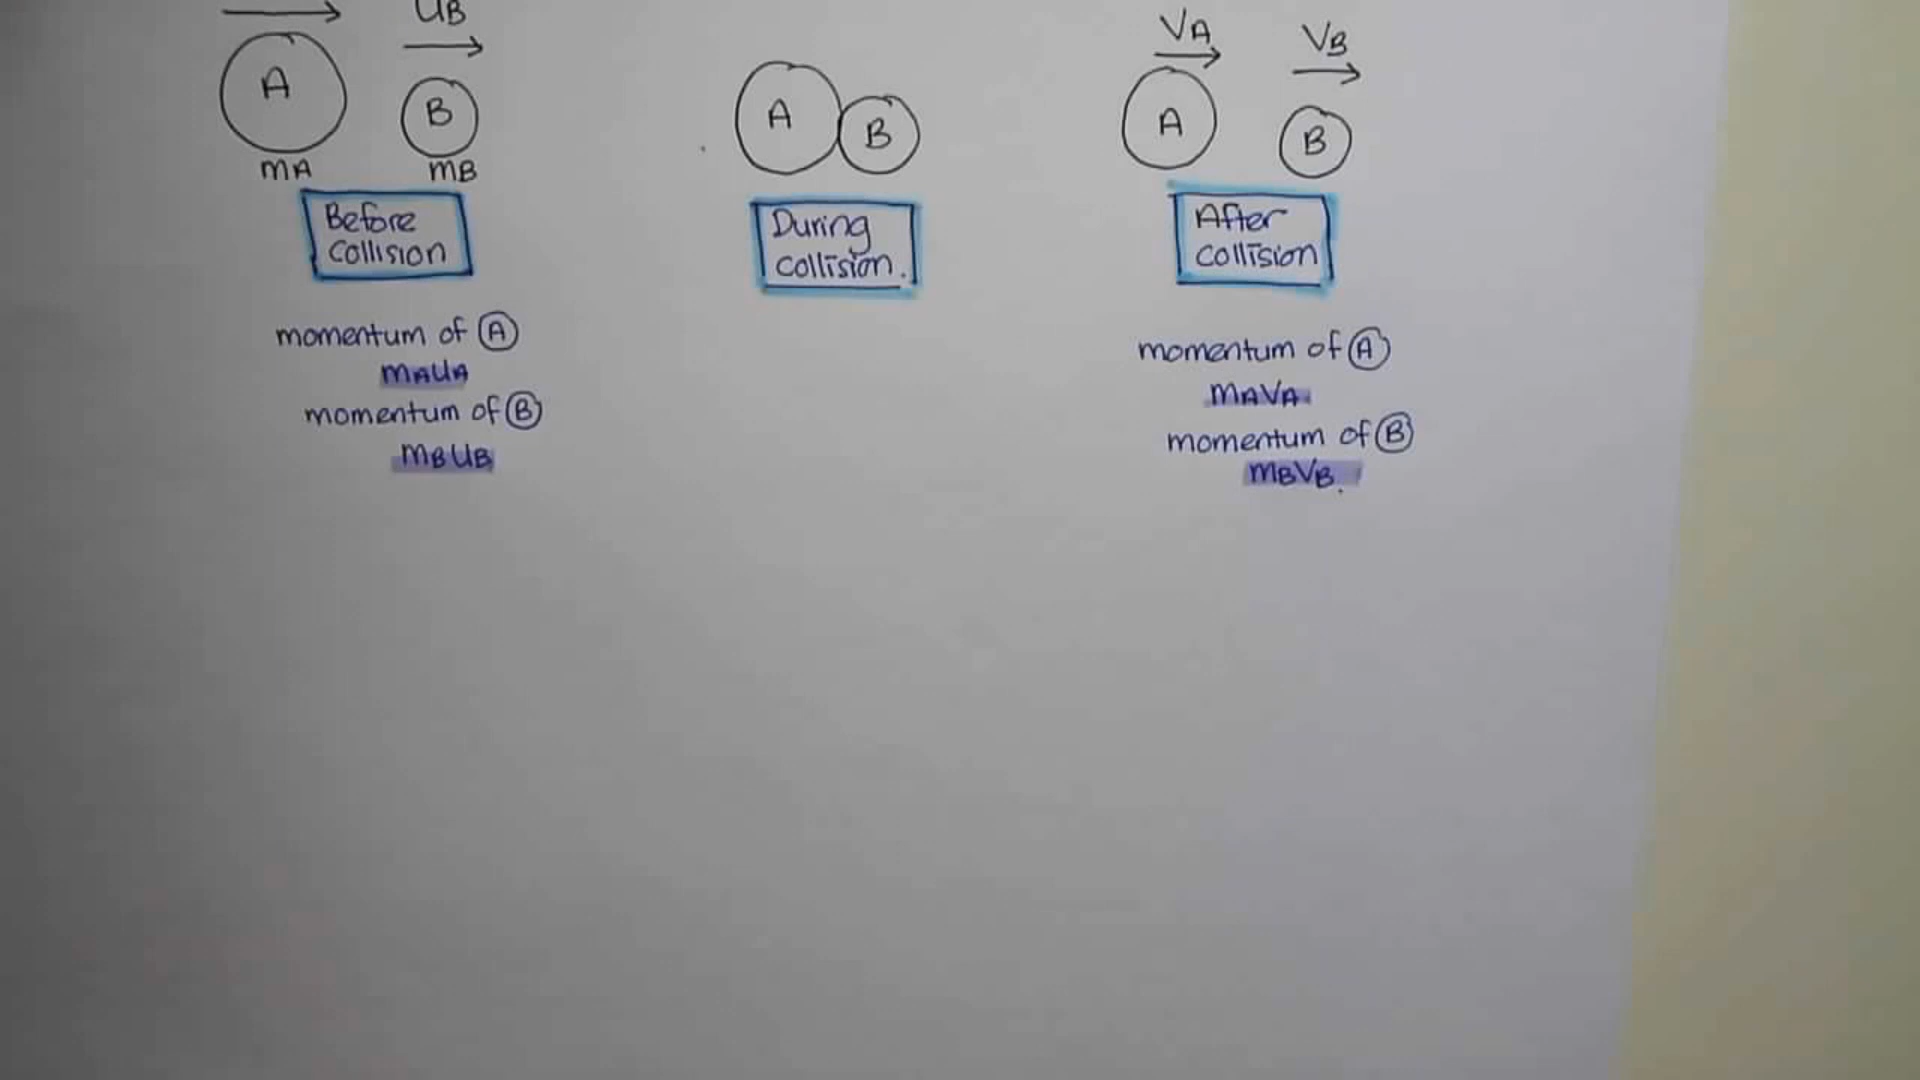 UB
A
B
mA
mB
Before
Collision
momentum of A
mAUA
momentum of B
mBUB
A
B
During
collision.
VA
VB
A
B
After
collision
momentum of A
mAVA
momentum of B
mBVB.